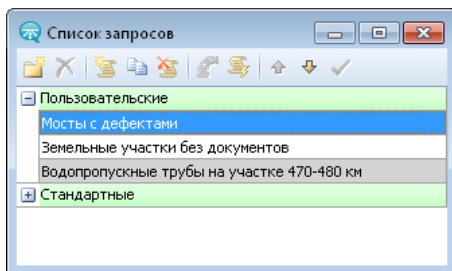 Список запросов
Пользовательские
Мосты с дефектами
Земельные участки без документов
Водопропускные трубы на участке 470-480 км
Стандартные